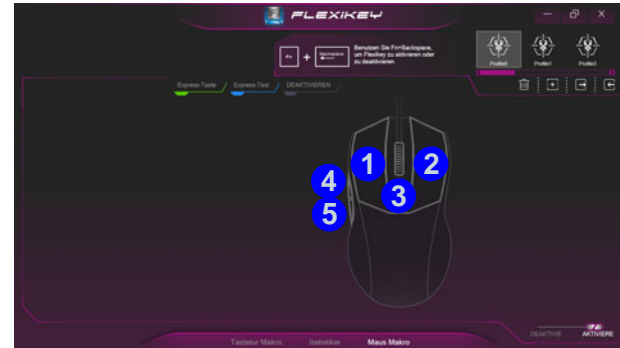 FLEXIKEY
Fn + Backspace
Benutzen Sie Fn+Backspace,
um Flexikey zu aktivieren oder
zu deaktivieren
Profile0 Profile1 Profile2
Express-Taste Express-Text DEAKTIVIEREN
1 2
3
4
5
DEAKTIVIE AKTIVIERE
Tastatur Makro Statistiker Maus Makro